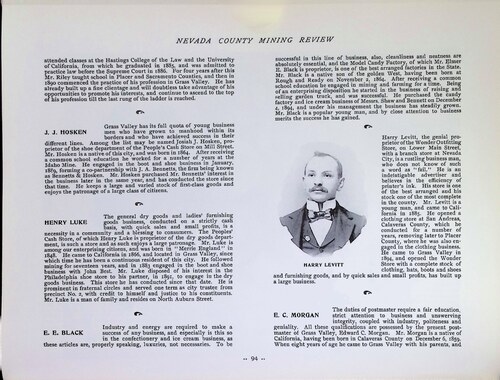 NEVADA COUNTY MINING REVIEW
attended classes at the Hastings College of the Law and the University
of California, from which he graduated in 1885, and was admitted to
practice law before the Supreme Court in 1886. For four years after this
Mr. Riley taught school in Placer and Sacramento Counties, and then in
1890 commenced the practice of his profession in Grass Valley. He has
already built up a fine clientage and will doubtless take advantage of his
opportunities to promote his interests, and continue to ascend to the top
of his profession till the last rung of the ladder is reached.
J. J. HOSKEN
Grass Valley has its full quota of young business
men who have grown to manhood within its
borders and who have achieved success in their
different lines. Among the list may be named Josiah J. Hosken, pro-
prietor of the shoe department of the People's Cash Store on Mill Street.
Mr. Hosken is a native of this city, and was born in 1864. After receiving
a common school education he worked for a number of years at the
Idaho Mine. He engaged in the boot and shoe business in January,
1889, forming a co-partnership with J. A. Bennetts, the firm being known
as Bennetts & Hosken. Mr. Hosken purchased Mr. Bennetts' interest in
the business later in the same year, and has conducted the store since
that time. He keeps a large and varied stock of first-class goods and
enjoys the patronage of a large class of citizens.
HENRY LUKE
The general dry goods and ladies' furnishing
goods business, conducted on a strictly cash
basis, with quick sales and small profits, is a
necessity in a community and a blessing to consumers. The Peoples'
Cash Store, of which Henry Luke is proprietor of the dry goods depart-
ment, is such a store and as such enjoys a large patronage. Mr. Luke is
among our enterprising citizens, and was born in "Merrie England" in
1848. He came to California in 1866, and located in Grass Valley, since
which time he has been a continuous resident of this city. He followed
mining for seventeen years, and in 1885 engaged in the boot and shoe
business with John Best. Mr. Luke disposed of his interest in the
Philadelphia shoe store to his partner, in 1891, to engage in the dry
goods business. This store he has conducted since that date. He is
prominent in fraternal circles and served one term as city trustee from
precinct No. 2, with credit to himself and justice to his constituents.
Mr. Luke is a man of family and resides on North Auburn Street.
E. E. BLACK
Industry and energy are required to make a
success of any business, and especially is this so
in the confectionery and ice cream business, as
these articles are, properly speaking, luxuries, not necessaries. To be
successful in this line of business, also, cleanliness and neatness are
absolutely essential, and the Model Candy Factory, of which Mr. Elmer
E. Black is proprietor, is one of the best arranged factories in the State.
Mr. Black is a native son of the golden West, having been born at
Rough and Ready on November 2, 1864. After receiving a common
school education he engaged in mining and farming for a time. Being
of an enterprising disposition he started in the business of raising and
selling garden truck, and was successful. He purchased the candy
factory and ice cream business of Messrs. Shaw and Bennett on December
1, 1894, and under his management the business has steadily grown.
Mr. Black is a popular young man, and by close attention to business
merits the success he has gained.
HARRY LEVITT
Harry Levitt, the genial pro-
prietor of the Wonder Outfitting
Store, on Lower Main Street,
with a branch store at Nevada
City, is a rustling business man,
who does not know of such
a word as "fail." He is an
indefatigable advertiser and
believes in the efficacy of
printer's ink. His store is one
of the best arranged and his
stock one of the most complete
in the county. Mr. Levitt is a
young man, and came to Califor-
nia in 1885. He opened a
clothing store at San Andreas,
Calaveras County, which he
conducted for a number of
years, removing later to Placer
County, where he was also en-
gaged in the clothing business.
He came to Grass Valley in
1894, and opened the Wonder
Store with a complete stock of
clothing, hats, boots and shoes
and furnishing goods, and by quick sales and small profits, has built up
a large business.
E. C. MORGAN
The duties of postmaster require a fair education,
strict attention to business and unswerving
integrity, coupled with industry, politeness and
geniality. All these qualifications are possessed by the present post-
master of Grass Valley, Edward C. Morgan. Mr. Morgan is a native of
California, having been born in Calaveras County on December 6, 1859.
When eight years of age he came to Grass Valley with his parents, and
-- 94 --